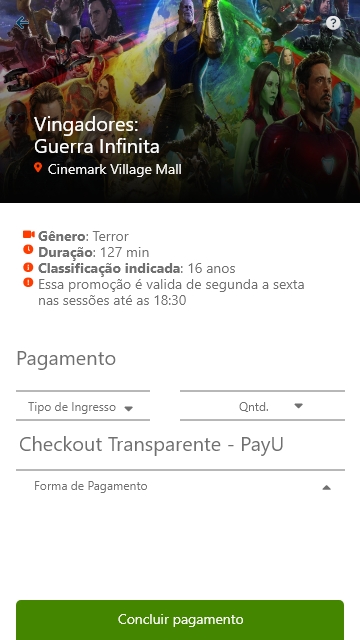 ?
Vingadores:
Guerra Infinita
Cinemark Village Mall
Gênero: Terror
Duração: 127 min
Classificação indicada: 16 anos
Essa promoção é valida de segunda a sexta
nas sessões até as 18:30
Pagamento
Tipo de Ingresso
Qntd.
Checkout Transparente - PayU
Forma de Pagamento
Concluir pagamento